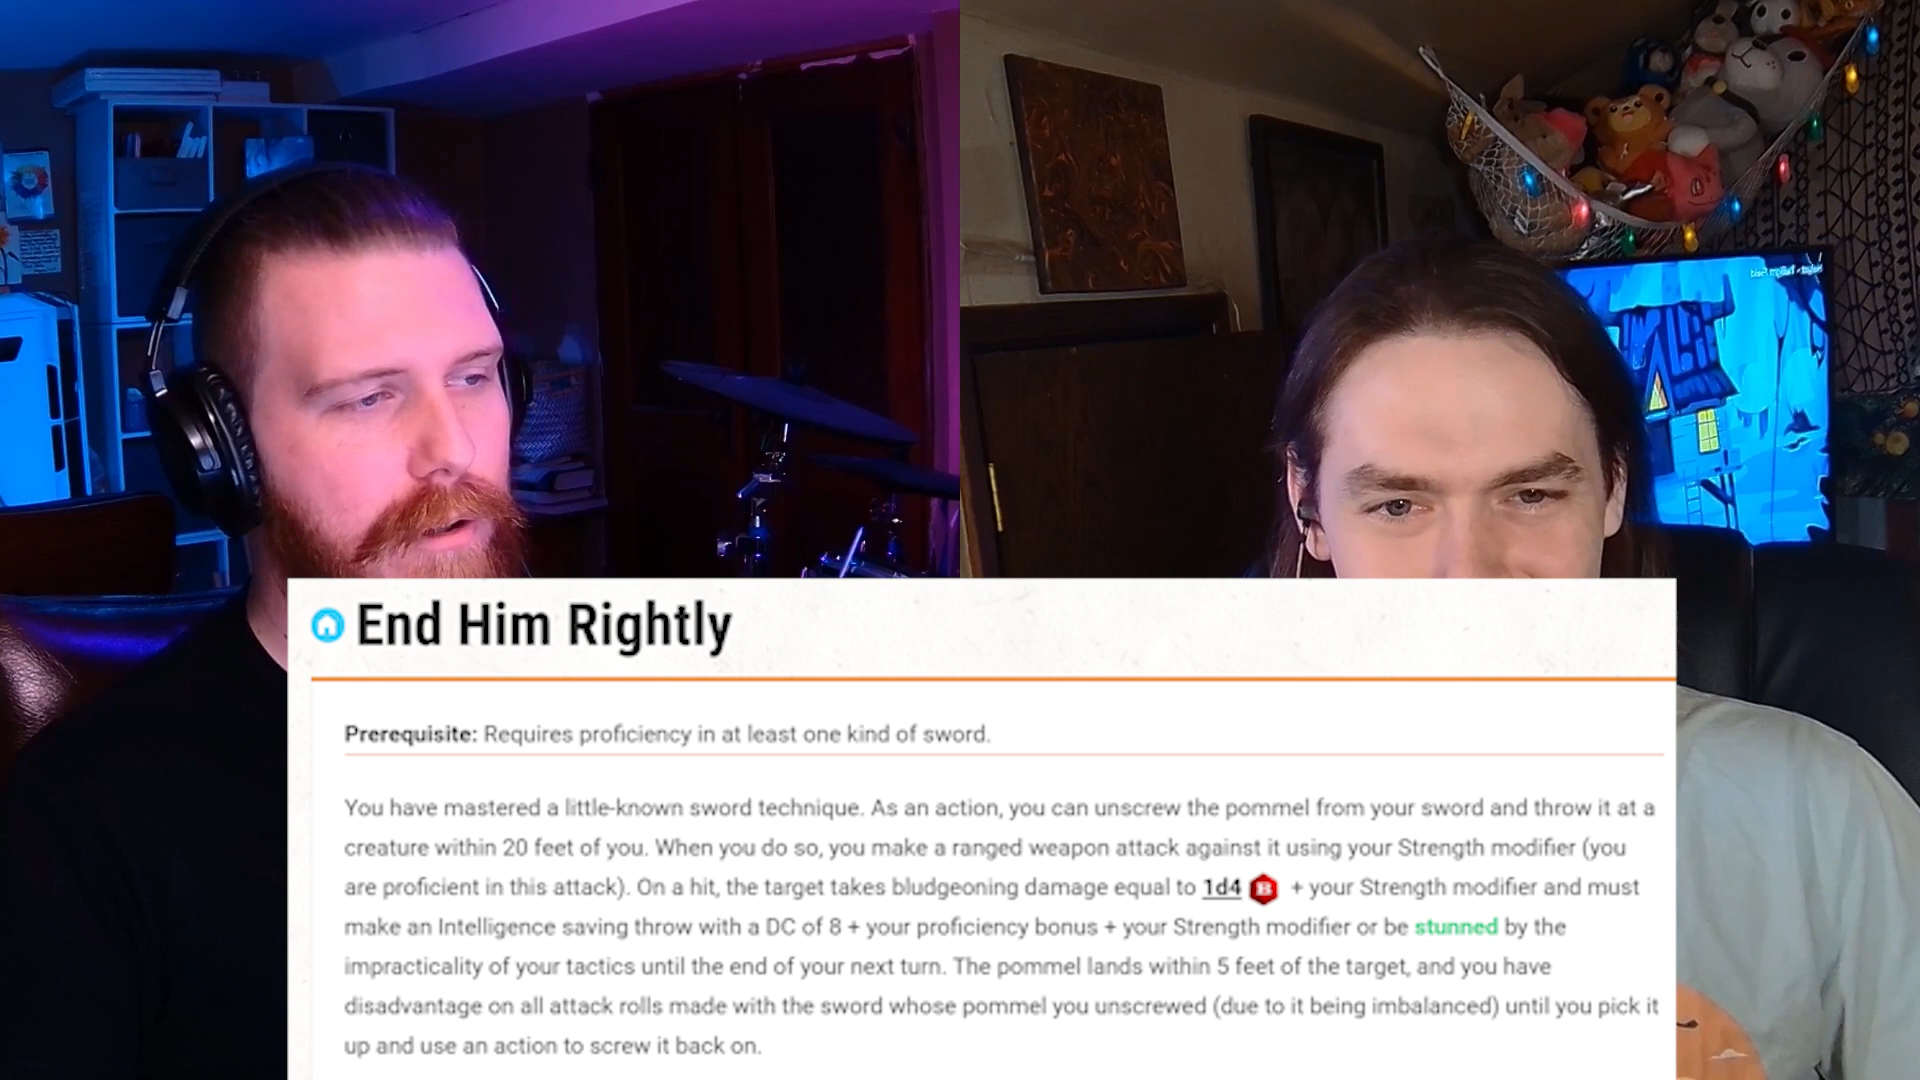 End Him Rightly
Prerequisite: Requires proficiency in at least one kind of sword.
You have mastered a little-known sword technique. As an action, you can unscrew the pommel from your sword and throw it at a
creature within 20 feet of you. When you do so, you make a ranged weapon attack against it using your Strength modifier (you
are proficient in this attack). On a hit, the target takes bludgeoning damage equal to 1d4 B + your Strength modifier and must
make an Intelligence saving throw with a DC of 8 + your proficiency bonus + your Strength modifier or be stunned by the
impracticality of your tactics until the end of your next turn. The pommel lands within 5 feet of the target, and you have
disadvantage on all attack rolls made with the sword whose pommel you unscrewed (due to it being imbalanced) until you pick it
up and use an action to screw it back on.